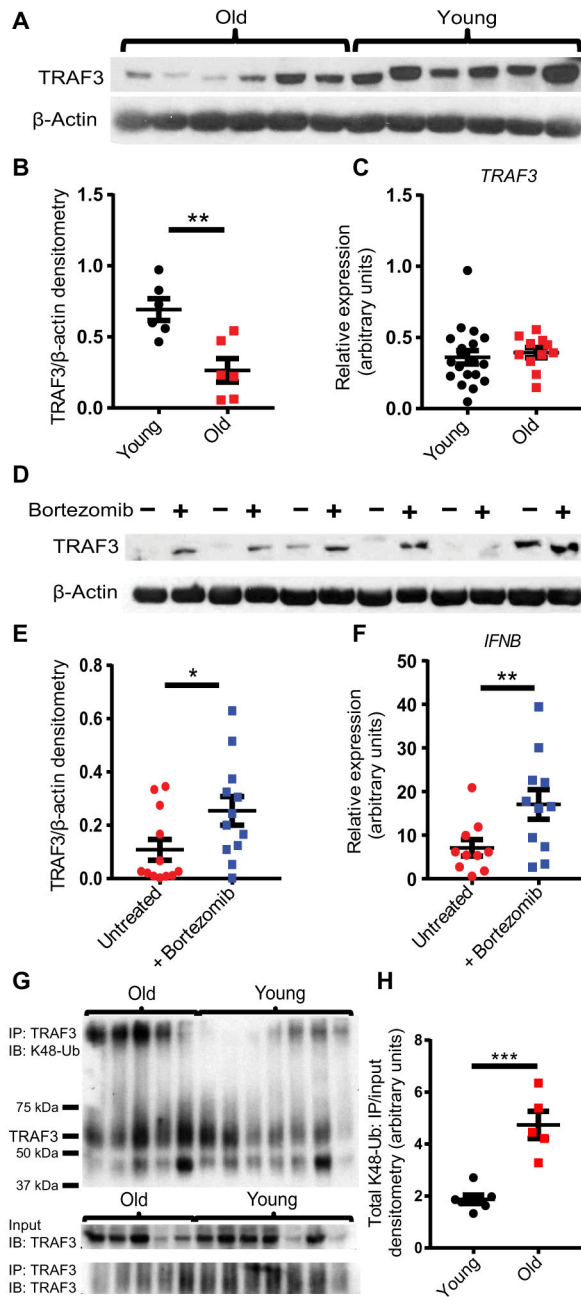 A
Old Young
TRAF3
β-Actin
B
TRAF3/β-actin densitometry
1.5
1.0
0.5
0.0
**
Young Old
C
TRAF3
Relative expression
(arbitrary units)
1.5
1.0
0.5
0.0
Young Old
D
Bortezomib − + − + − + − + − + − +
TRAF3
β-Actin
E
TRAF3/β-actin densitometry
0.8
0.6
0.4
0.2
0.0
*
Untreated + Bortezomib
F
IFNB
Relative expression
(arbitrary units)
50
40
30
20
10
0
**
Untreated + Bortezomib
G
Old Young
IP: TRAF3
IB: K48-Ub
75 kDa
TRAF3
50 kDa
37 kDa
Old Young
Input
IB: TRAF3
IP: TRAF3
IB: TRAF3
H
Total K48-Ub: IP/input
densitometry (arbitrary units)
8
6
4
2
0
***
Young Old